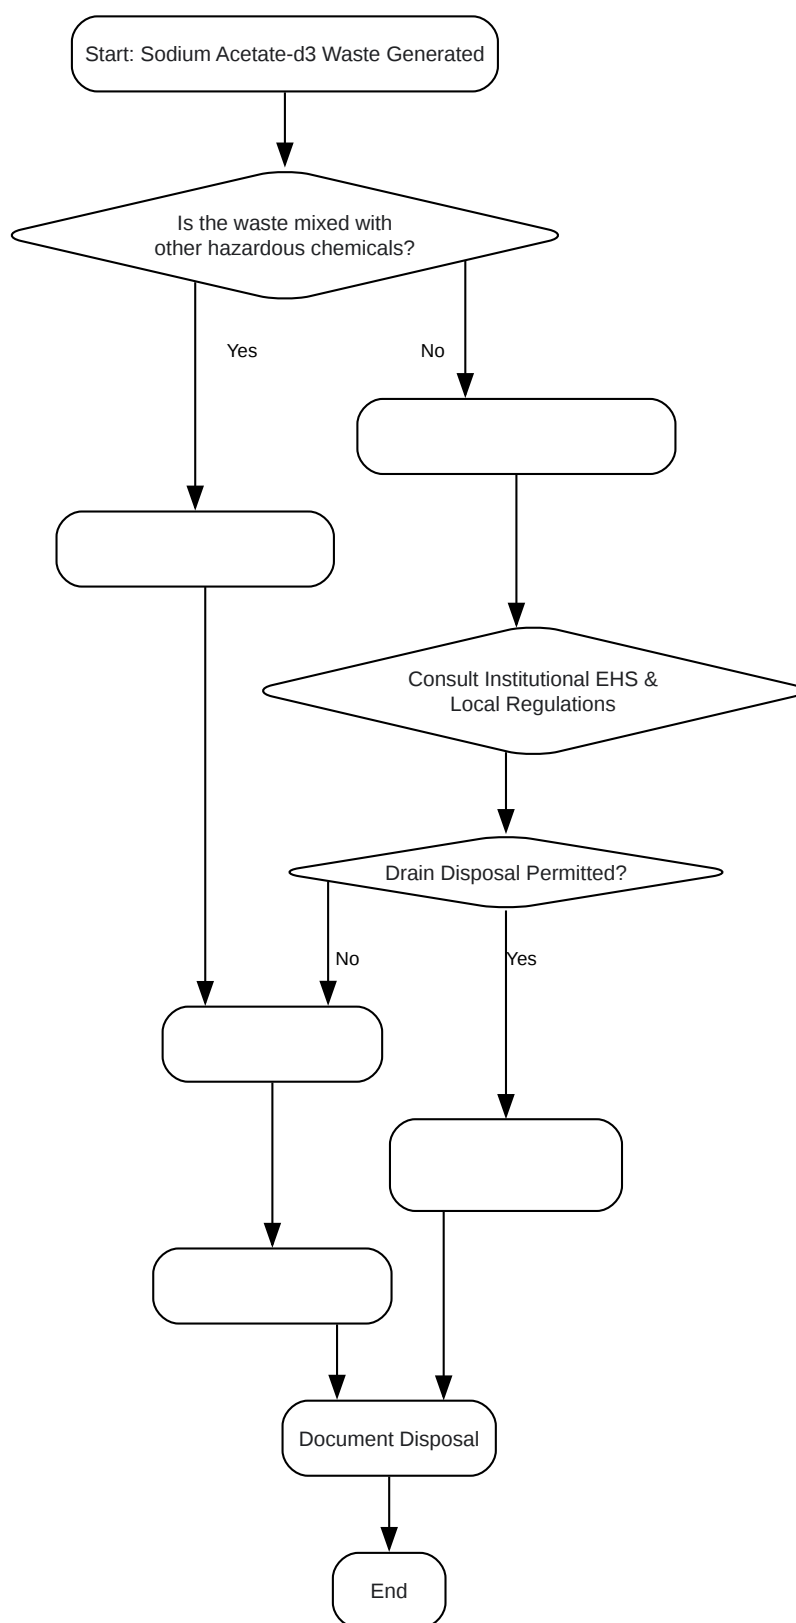 Start: Sodium Acetate-d3 Waste Generated
Is the waste mixed with
other hazardous chemicals?
Yes
No
Consult Institutional EHS &
Local Regulations
Drain Disposal Permitted?
No
Yes
Document Disposal
End